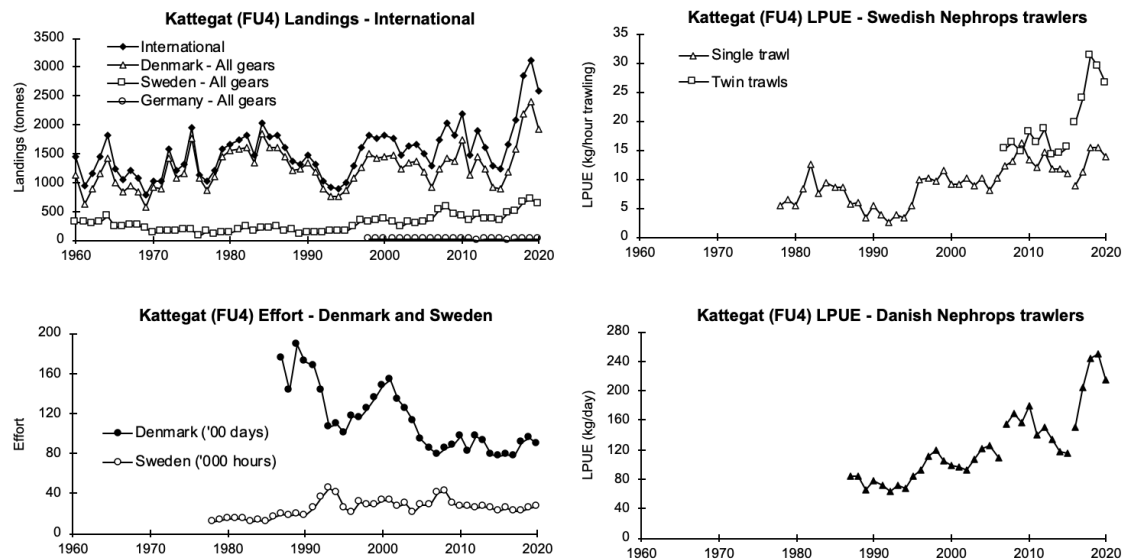 Kattegat (FU4) Landings - International
3500
3000
2500
2000
1500
1000
500
0
Landings (tonnes)
International
Denmark - All gears
Sweden - All gears
Germany - All gears
1960 1970 1980 1990 2000 2010 2020
Kattegat (FU4) LPUE - Swedish Nephrops trawlers
35
30
25
20
15
10
5
0
LPUE (kg/hour trawling)
Single trawl
Twin trawls
1960 1970 1980 1990 2000 2010 2020
Kattegat (FU4) Effort - Denmark and Sweden
200
160
120
80
40
0
Effort
Denmark ('00 days)
Sweden ('000 hours)
1960 1970 1980 1990 2000 2010 2020
Kattegat (FU4) LPUE - Danish Nephrops trawlers
280
240
200
160
120
80
40
0
LPUE (kg/day)
1960 1970 1980 1990 2000 2010 2020